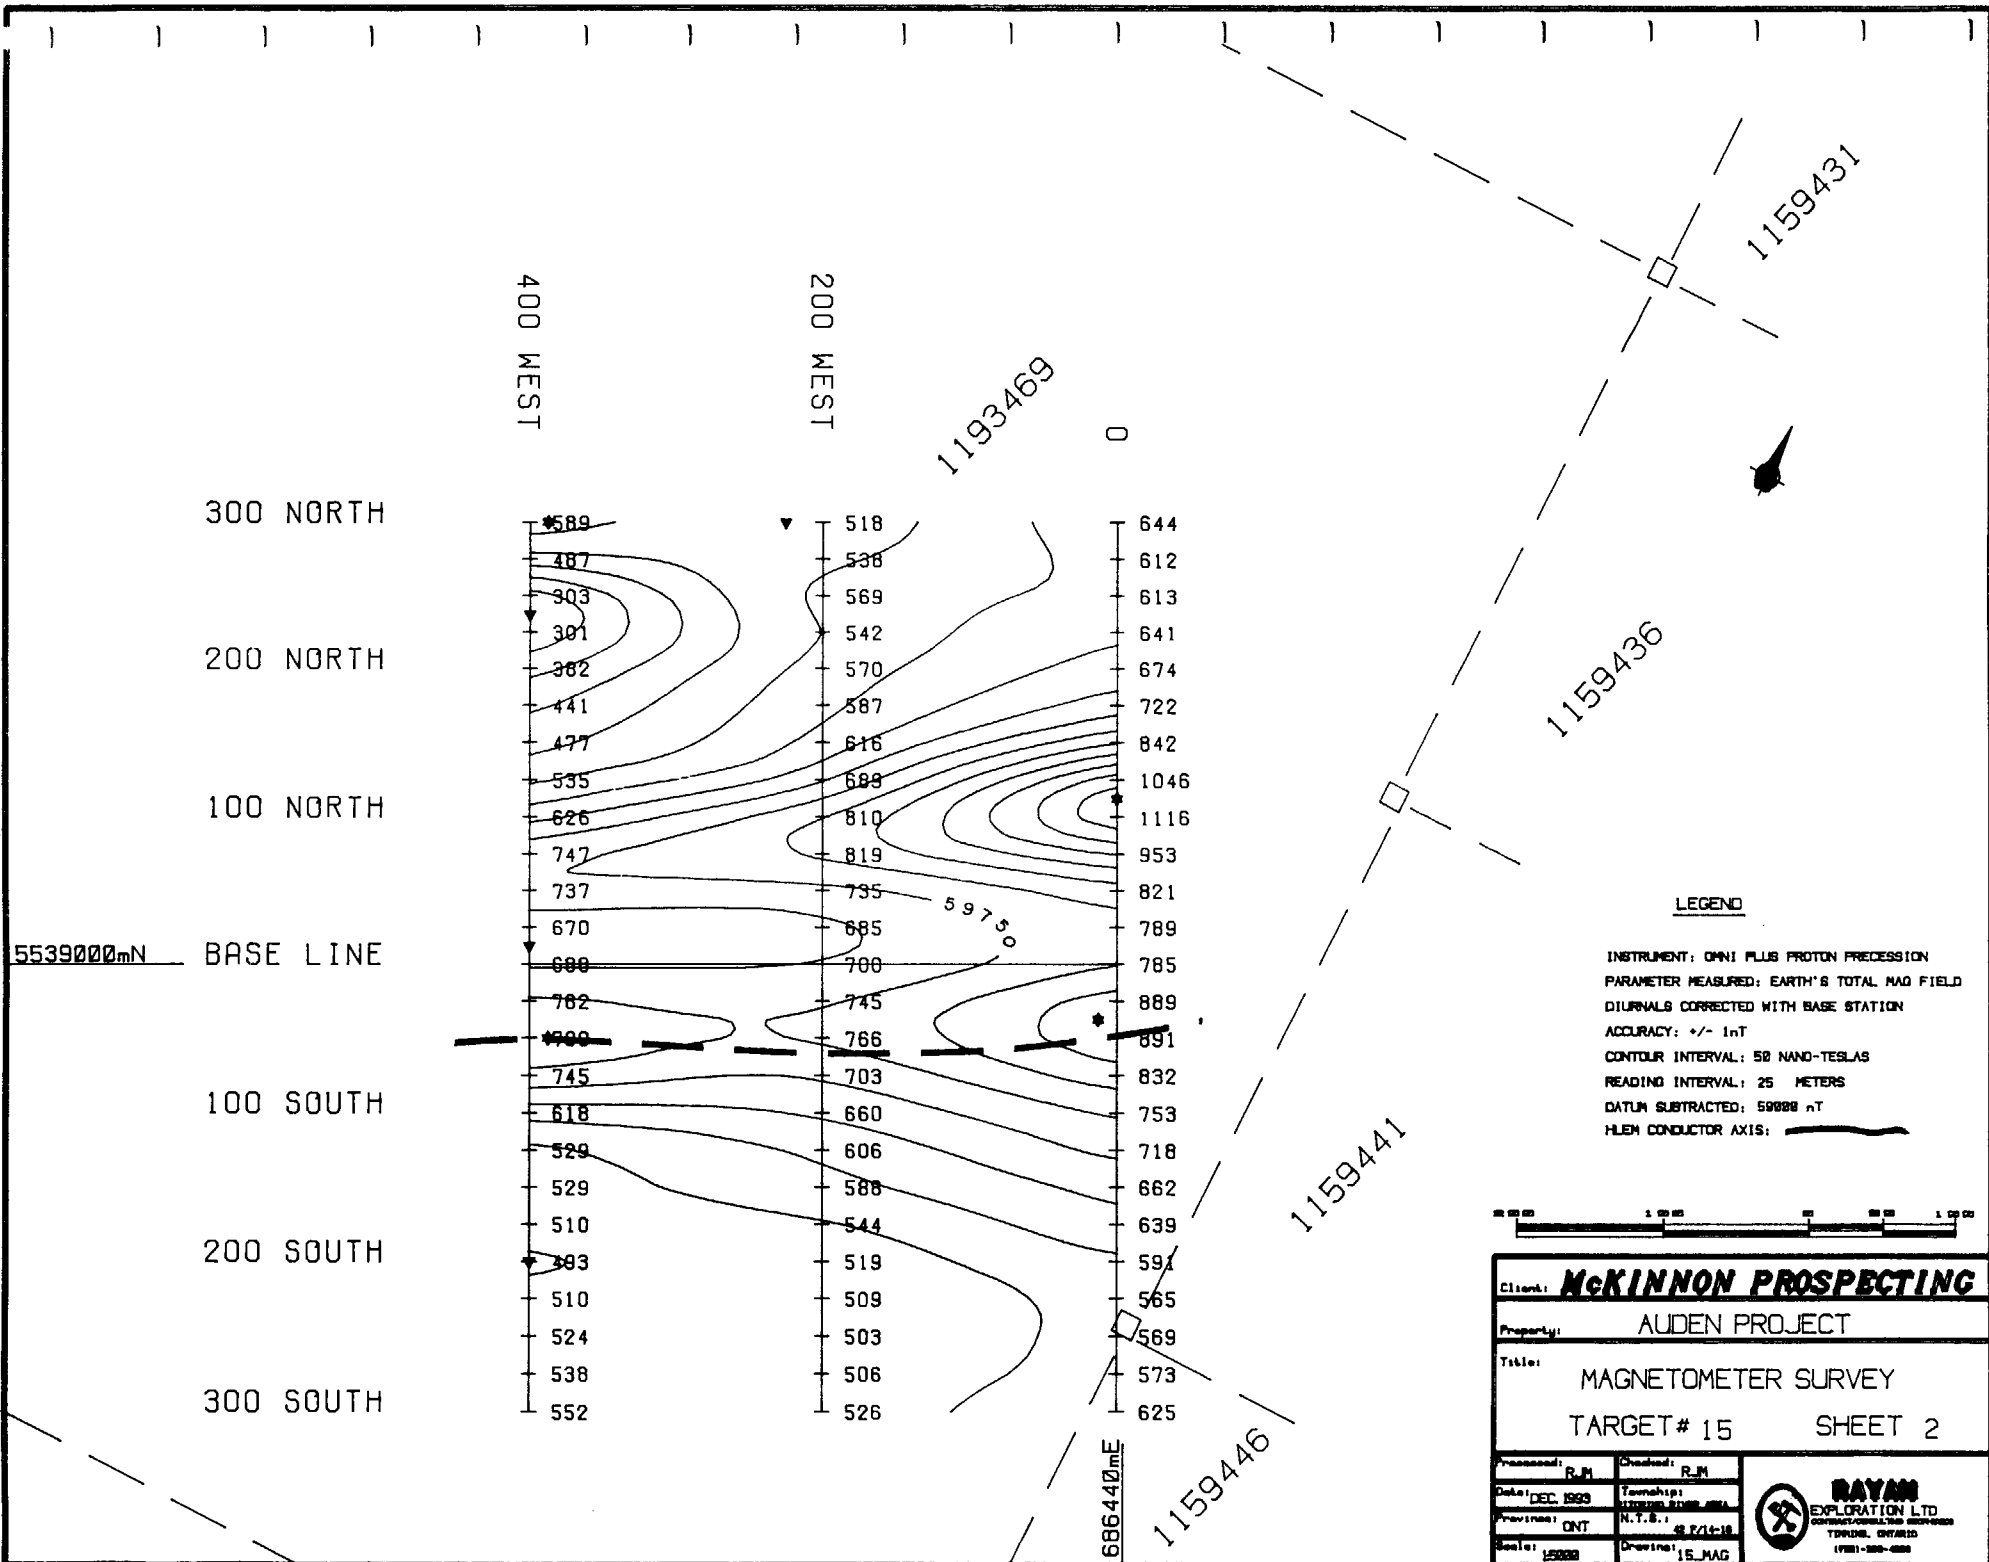 400 WEST
200 WEST
0
1193469
1159431
1159436
1159441
1159446
300 NORTH
200 NORTH
100 NORTH
5539000mN
BASE LINE
100 SOUTH
200 SOUTH
300 SOUTH
589 518 644
487 538 612
303 569 613
301 542 641
382 570 674
441 587 722
477 616 842
535 689 1046
626 810 1116
747 819 953
737 735 821
670 685 789
700 785
745 889
766 891
745 703 832
618 660 753
529 606 718
529 588 662
510 544 639
493 519 591
510 509 565
524 503 569
538 506 573
552 526 625
59750
686440mE
LEGEND
INSTRUMENT: OMNI PLUS PROTON PRECESSION
PARAMETER MEASURED: EARTH'S TOTAL MAG FIELD
DIURNALS CORRECTED WITH BASE STATION
ACCURACY: +/- 1nT
CONTOUR INTERVAL: 50 NANO-TESLAS
READING INTERVAL: 25 METERS
DATUM SUBTRACTED: 59000 nT
HLEM CONDUCTOR AXIS:
Client: McKINNON PROSPECTING
Property: AUDEN PROJECT
Title:
MAGNETOMETER SURVEY
TARGET# 15 SHEET 2
Processed: RJM
Checked: RJM
Date: DEC. 1993
Township:
Province: ONT
N.T.S.:
Scale: 1:5000
Drawing: 15_MAG
RAYAN
EXPLORATION LTD
TIMMINS, ONTARIO